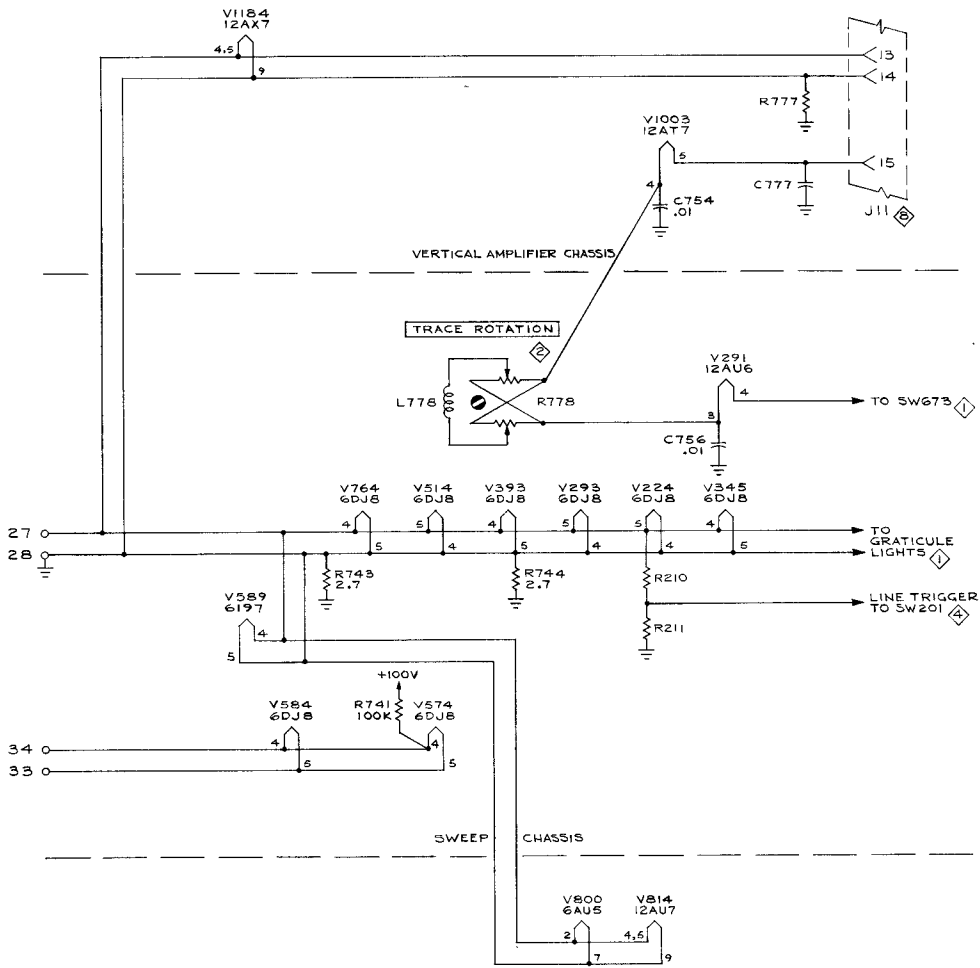 V1184
12AX7
4,5
9
13
14
R777
V1003
12AT7
5
15
4
C754
.01
C777
J11 8
VERTICAL AMPLIFIER CHASSIS
TRACE ROTATION
2
V291
12AU6
4
TO SW673 1
L778
R778
3
C756
.01
V764
6DJ8
V514
6DJ8
V393
6DJ8
V293
6DJ8
V224
6DJ8
V345
6DJ8
27
4
5
4
5
5
4
TO
GRATICULE
LIGHTS 1
28
5
4
5
4
4
5
R743
2.7
R744
2.7
R210
LINE TRIGGER
TO SW201 4
R211
V589
6197
4
5
+100V
V584
6DJ8
R741
100K
V574
6DJ8
34
4
4
33
5
5
SWEEP CHASSIS
V800
6AU5
V814
12AU7
2
4,5
7
9